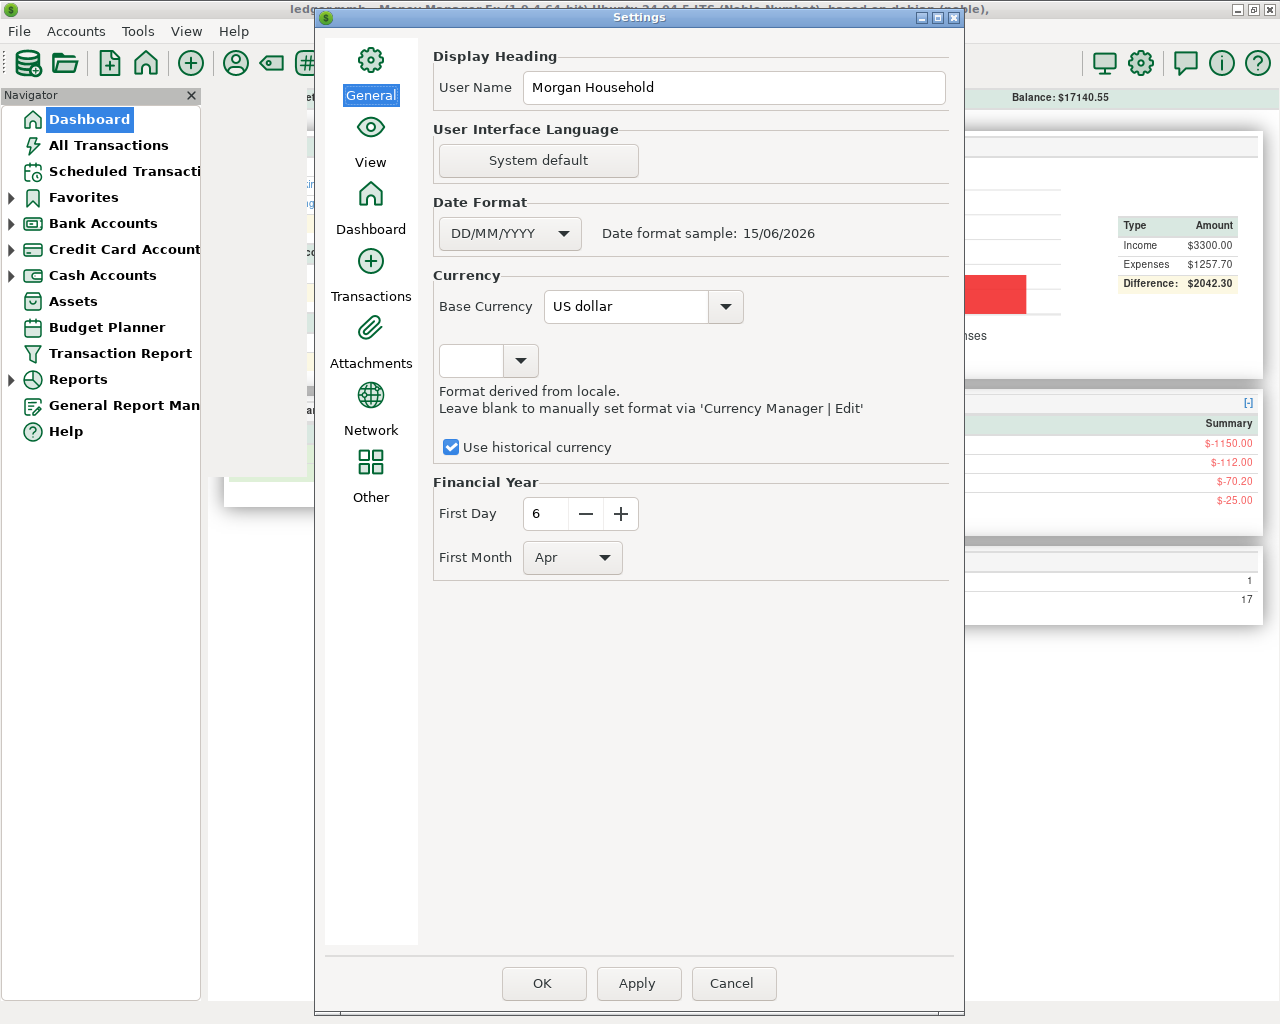 Settings
File Accounts Tools View Help
Navigator
Dashboard
All Transactions
Scheduled Transacti
Favorites
Bank Accounts
Credit Card Account
Cash Accounts
Assets
Budget Planner
Transaction Report
Reports
General Report Man
Help
General
View
Dashboard
Transactions
Attachments
Network
Other
Display Heading
User Name Morgan Household
User Interface Language
System default
Date Format
DD/MM/YYYY Date format sample: 15/06/2026
Currency
Base Currency US dollar
Format derived from locale.
Leave blank to manually set format via 'Currency Manager | Edit'
Use historical currency
Financial Year
First Day 6
First Month Apr
OK Apply Cancel
Balance: $17140.55
Type Amount
Income $3300.00
Expenses $1257.70
Difference: $2042.30
nses
[-]
Summary
$-1150.00
$-112.00
$-70.20
$-25.00
1
17